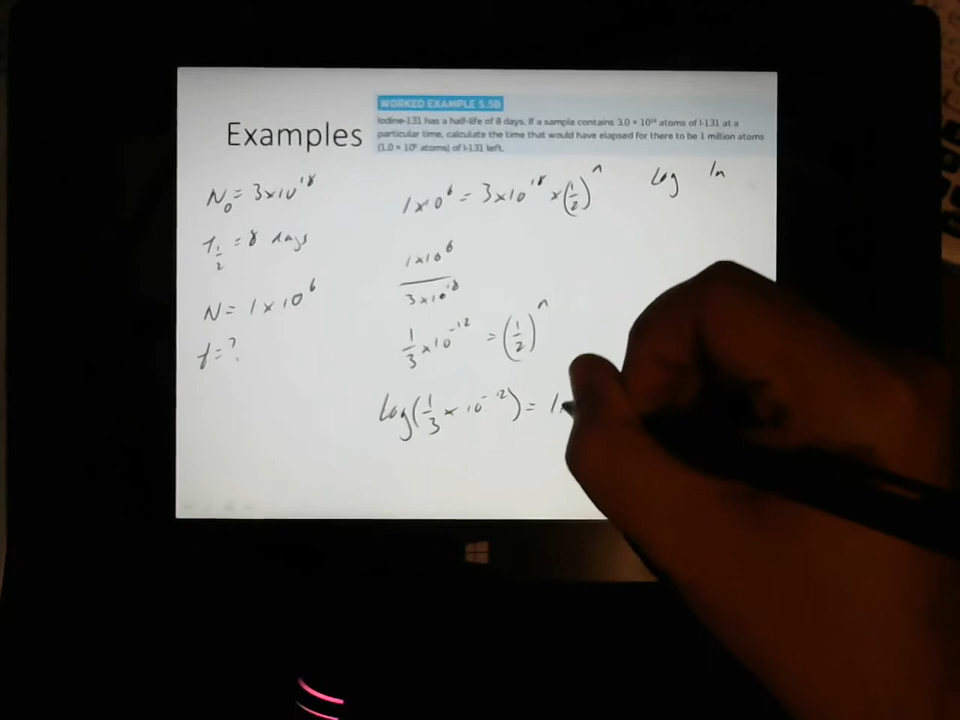 WORKED EXAMPLE 5.5B
Iodine-131 has a half-life of 8 days. If a sample contains 3.0 × 10¹⁸ atoms of I-131 at a
particular time, calculate the time that would have elapsed for there to be 1 million atoms
(1.0 × 10⁶ atoms) of I-131 left.
Examples
N₀ = 3×10¹⁸
T½ = 8 days
N = 1 × 10⁶
t = ?
1×10⁶ = 3×10¹⁸ × (1/2)ⁿ
log ln
1×10⁶
3×10¹⁸
1/3 × 10⁻¹² = (1/2)ⁿ
log(1/3 × 10⁻¹²) =